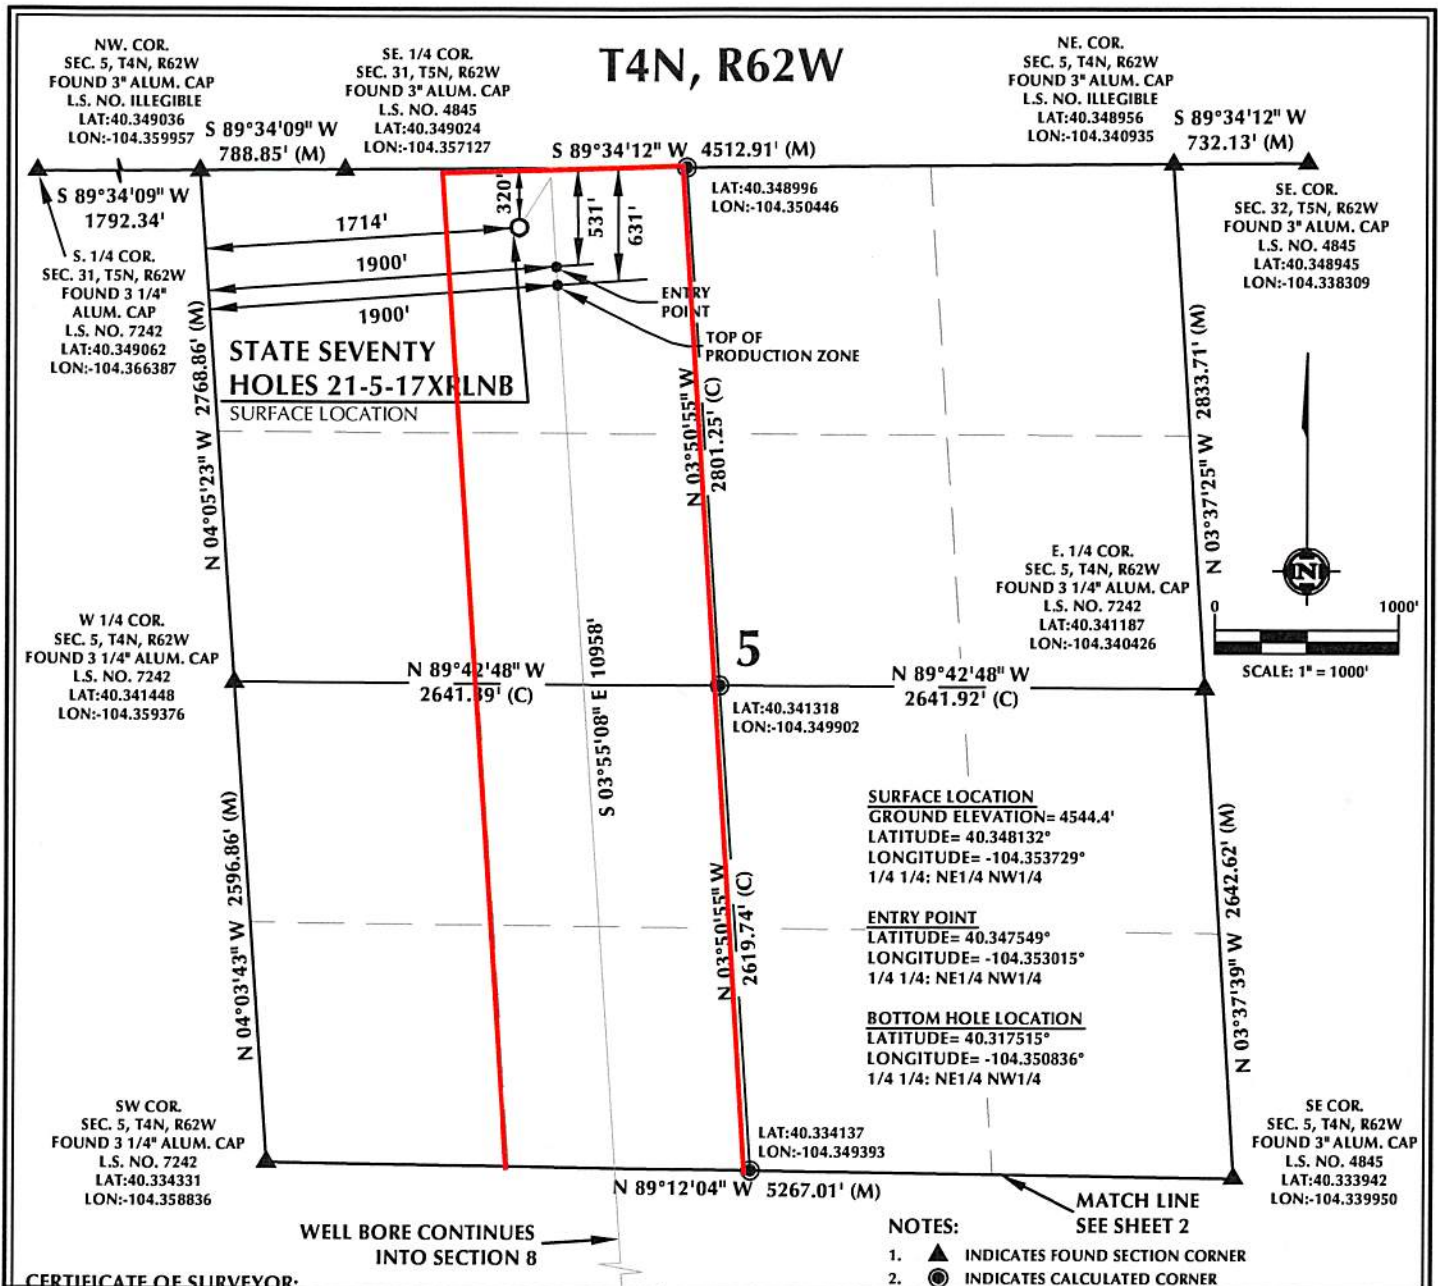 T4N, R62W
NW. COR.
SEC. 5, T4N, R62W
FOUND 3" ALUM. CAP
L.S. NO. ILLEGIBLE
LAT:40.349036
LON:-104.359957
SE. 1/4 COR.
SEC. 31, T5N, R62W
FOUND 3" ALUM. CAP
L.S. NO. 4845
LAT:40.349024
LON:-104.357127
NE. COR.
SEC. 5, T4N, R62W
FOUND 3" ALUM. CAP
L.S. NO. ILLEGIBLE
LAT:40.348956
LON:-104.340935
S 89°34'09" W
788.85' (M)
S 89°34'12" W 4512.91' (M)
S 89°34'12" W
732.13' (M)
S 89°34'09" W
1792.34'
S. 1/4 COR.
SEC. 31, T5N, R62W
FOUND 3 1/4"
ALUM. CAP
L.S. NO. 7242
LAT:40.349062
LON:-104.366387
LAT:40.348996
LON:-104.350446
SE. COR.
SEC. 32, T5N, R62W
FOUND 3" ALUM. CAP
L.S. NO. 4845
LAT:40.348945
LON:-104.338309
320'
531'
631'
1714'
1900'
1900'
ENTRY
POINT
TOP OF
PRODUCTION ZONE
STATE SEVENTY
HOLES 21-5-17XRLNB
SURFACE LOCATION
N 04°05'23" W 2768.86' (M)
N 03°50'55" W
2801.25' (C)
N 03°37'25" W 2833.71' (M)
N
0 1000'
SCALE: 1" = 1000'
E. 1/4 COR.
SEC. 5, T4N, R62W
FOUND 3 1/4" ALUM. CAP
L.S. NO. 7242
LAT:40.341187
LON:-104.340426
W 1/4 COR.
SEC. 5, T4N, R62W
FOUND 3 1/4" ALUM. CAP
L.S. NO. 7242
LAT:40.341448
LON:-104.359376
5
N 89°42'48" W
2641.89' (C)
N 89°42'48" W
2641.92' (C)
LAT:40.341318
LON:-104.349902
S 03°55'08" E 10958'
SURFACE LOCATION
GROUND ELEVATION= 4544.4'
LATITUDE= 40.348132°
LONGITUDE= -104.353729°
1/4 1/4: NE1/4 NW1/4
ENTRY POINT
LATITUDE= 40.347549°
LONGITUDE= -104.353015°
1/4 1/4: NE1/4 NW1/4
BOTTOM HOLE LOCATION
LATITUDE= 40.317515°
LONGITUDE= -104.350836°
1/4 1/4: NE1/4 NW1/4
N 04°03'43" W 2596.86' (M)
N 03°50'55" W
2619.74' (C)
N 03°37'39" W 2642.62' (M)
SW COR.
SEC. 5, T4N, R62W
FOUND 3 1/4" ALUM. CAP
L.S. NO. 7242
LAT:40.334331
LON:-104.358836
LAT:40.334137
LON:-104.349393
SE COR.
SEC. 5, T4N, R62W
FOUND 3" ALUM. CAP
L.S. NO. 4845
LAT:40.333942
LON:-104.339950
N 89°12'04" W 5267.01' (M)
MATCH LINE
SEE SHEET 2
WELL BORE CONTINUES
INTO SECTION 8
NOTES:
1. INDICATES FOUND SECTION CORNER
2. INDICATES CALCULATED CORNER
CERTIFICATE OF SURVEYOR: